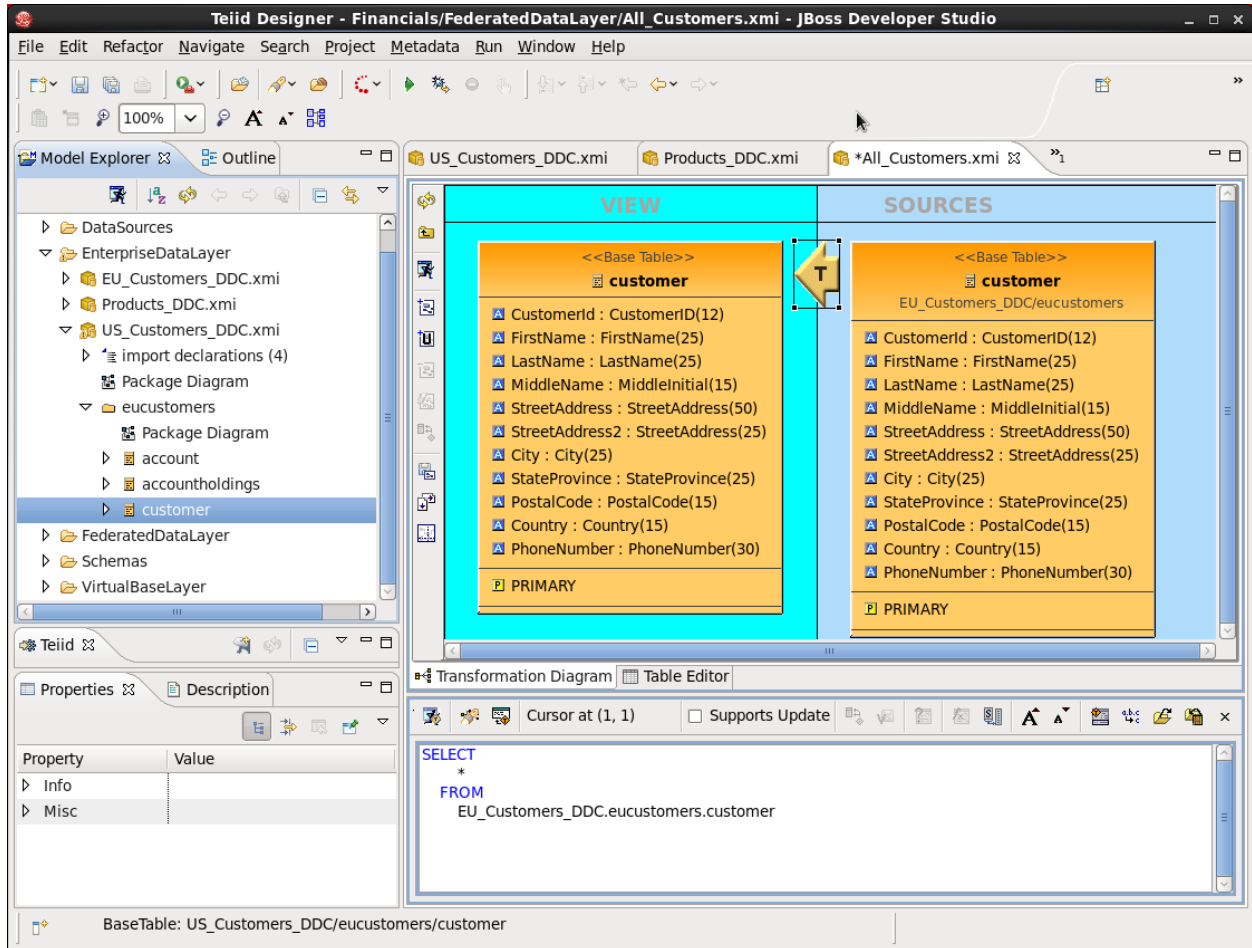 Teiid Designer - Financials/FederatedDataLayer/All_Customers.xmi - JBoss Developer Studio
File Edit Refactor Navigate Search Project Metadata Run Window Help
100% A A
Model Explorer Outline
US_Customers_DDC.xmi Products_DDC.xmi *All_Customers.xmi »1
DataSources
EnterpriseDataLayer
EU_Customers_DDC.xmi
Products_DDC.xmi
US_Customers_DDC.xmi
import declarations (4)
Package Diagram
eucustomers
Package Diagram
account
accountholdings
customer
FederatedDataLayer
Schemas
VirtualBaseLayer
VIEW
<<Base Table>>
customer
CustomerId : CustomerID(12)
FirstName : FirstName(25)
LastName : LastName(25)
MiddleName : MiddleInitial(15)
StreetAddress : StreetAddress(50)
StreetAddress2 : StreetAddress(25)
City : City(25)
StateProvince : StateProvince(25)
PostalCode : PostalCode(15)
Country : Country(15)
PhoneNumber : PhoneNumber(30)
PRIMARY
T
SOURCES
<<Base Table>>
customer
EU_Customers_DDC/eucustomers
CustomerId : CustomerID(12)
FirstName : FirstName(25)
LastName : LastName(25)
MiddleName : MiddleInitial(15)
StreetAddress : StreetAddress(50)
StreetAddress2 : StreetAddress(25)
City : City(25)
StateProvince : StateProvince(25)
PostalCode : PostalCode(15)
Country : Country(15)
PhoneNumber : PhoneNumber(30)
PRIMARY
Transformation Diagram Table Editor
Teiid
Properties Description
Property Value
Info
Misc
Cursor at (1, 1) Supports Update A A
SELECT
*
FROM
EU_Customers_DDC.eucustomers.customer
BaseTable: US_Customers_DDC/eucustomers/customer